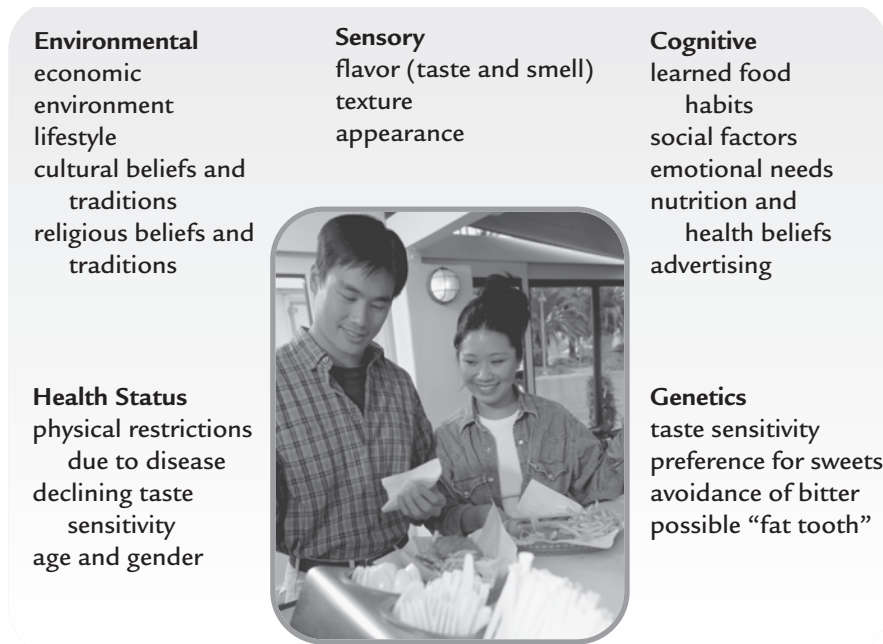 Environmental
economic
environment
lifestyle
cultural beliefs and
traditions
religious beliefs and
traditions
Sensory
flavor (taste and smell)
texture
appearance
Cognitive
learned food
habits
social factors
emotional needs
nutrition and
health beliefs
advertising
Health Status
physical restrictions
due to disease
declining taste
sensitivity
age and gender
Genetics
taste sensitivity
preference for sweets
avoidance of bitter
possible “fat tooth”